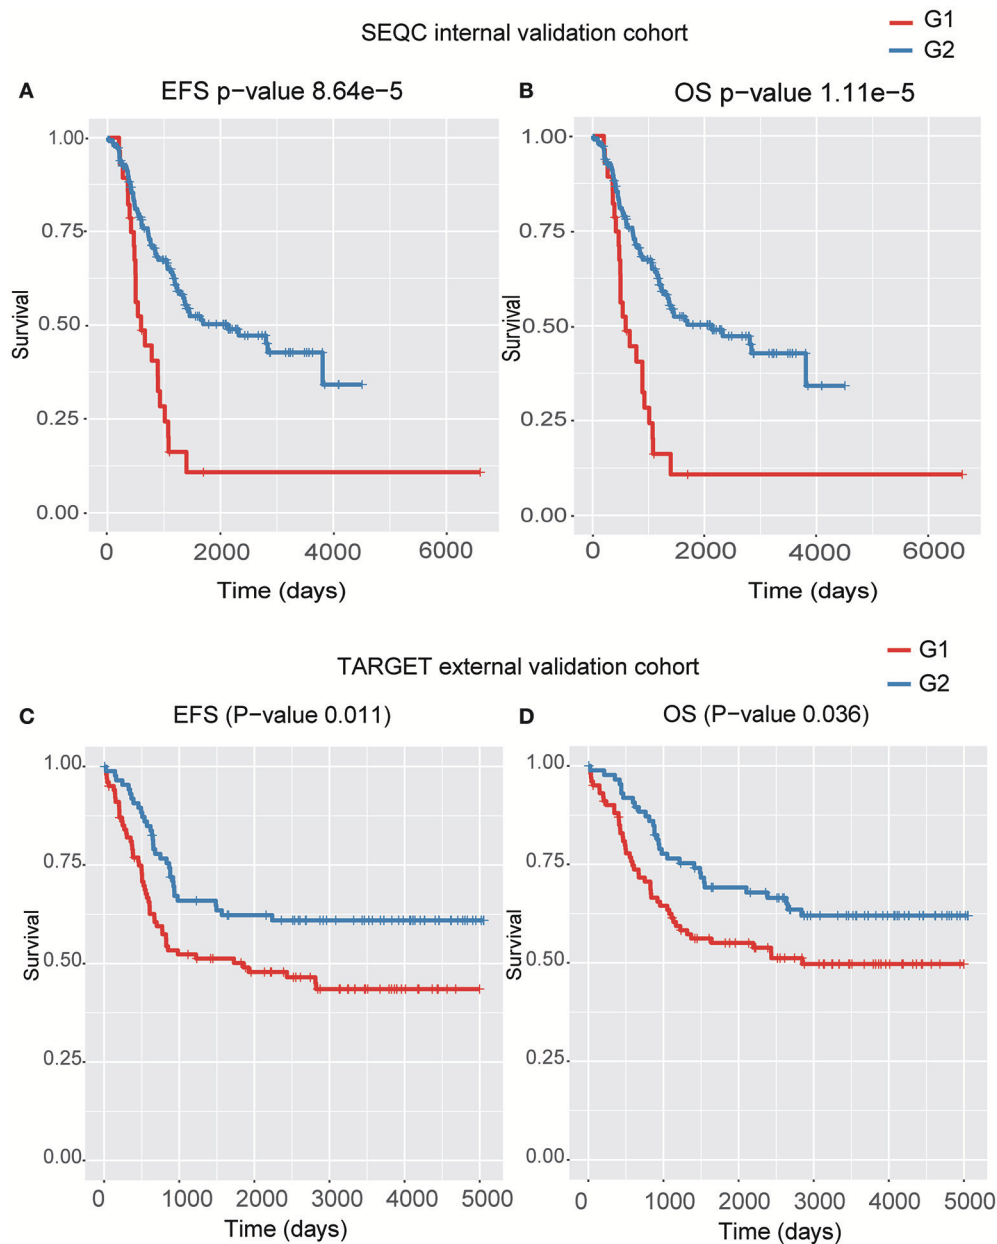 SEQC internal validation cohort
G1
G2
A
EFS p−value 8.64e−5
B
OS p−value 1.11e−5
Survival
1.00
0.75
0.50
0.25
0.00
0
2000
4000
6000
Time (days)
Survival
1.00
0.75
0.50
0.25
0.00
0
2000
4000
6000
Time (days)
TARGET external validation cohort
G1
G2
C
EFS (P−value 0.011)
D
OS (P−value 0.036)
Survival
1.00
0.75
0.50
0.25
0.00
0
1000
2000
3000
4000
5000
Time (days)
Survival
1.00
0.75
0.50
0.25
0.00
0
1000
2000
3000
4000
5000
Time (days)